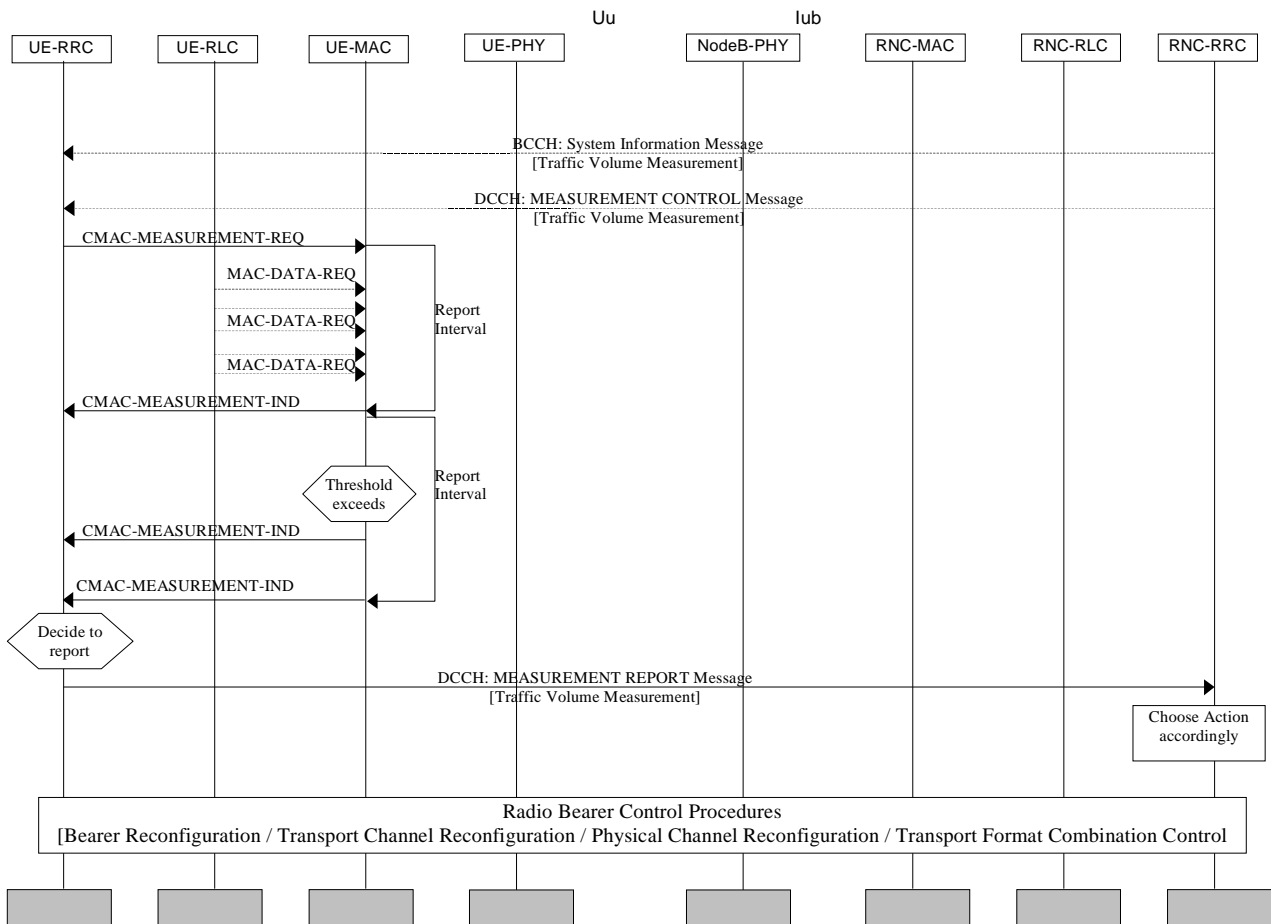 Uu Iub
UE-RRC UE-RLC UE-MAC UE-PHY NodeB-PHY RNC-MAC RNC-RLC RNC-RRC
BCCH: System Information Message
[Traffic Volume Measurement]
DCCH: MEASUREMENT CONTROL Message
[Traffic Volume Measurement]
CMAC-MEASUREMENT-REQ
MAC-DATA-REQ
Report
Interval
MAC-DATA-REQ
MAC-DATA-REQ
CMAC-MEASUREMENT-IND
Report
Interval
Threshold
exceeds
CMAC-MEASUREMENT-IND
CMAC-MEASUREMENT-IND
Decide to
report
DCCH: MEASUREMENT REPORT Message
[Traffic Volume Measurement]
Choose Action
accordingly
Radio Bearer Control Procedures
[Bearer Reconfiguration / Transport Channel Reconfiguration / Physical Channel Reconfiguration / Transport Format Combination Control